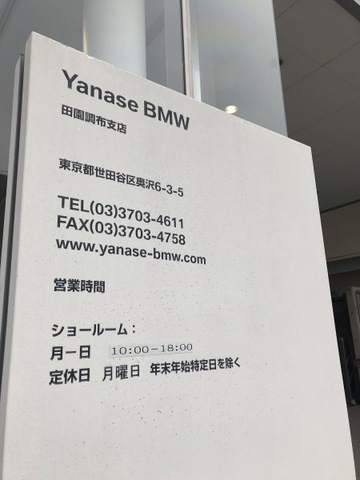 Yanase BMW
田園調布支店
東京都世田谷区奥沢6-3-5
TEL(03)3703-4611
FAX(03)3703-4758
www.yanase-bmw.com
営業時間
ショールーム：
月ー日 10:00-18:00
定休日 月曜日 年末年始特定日を除く